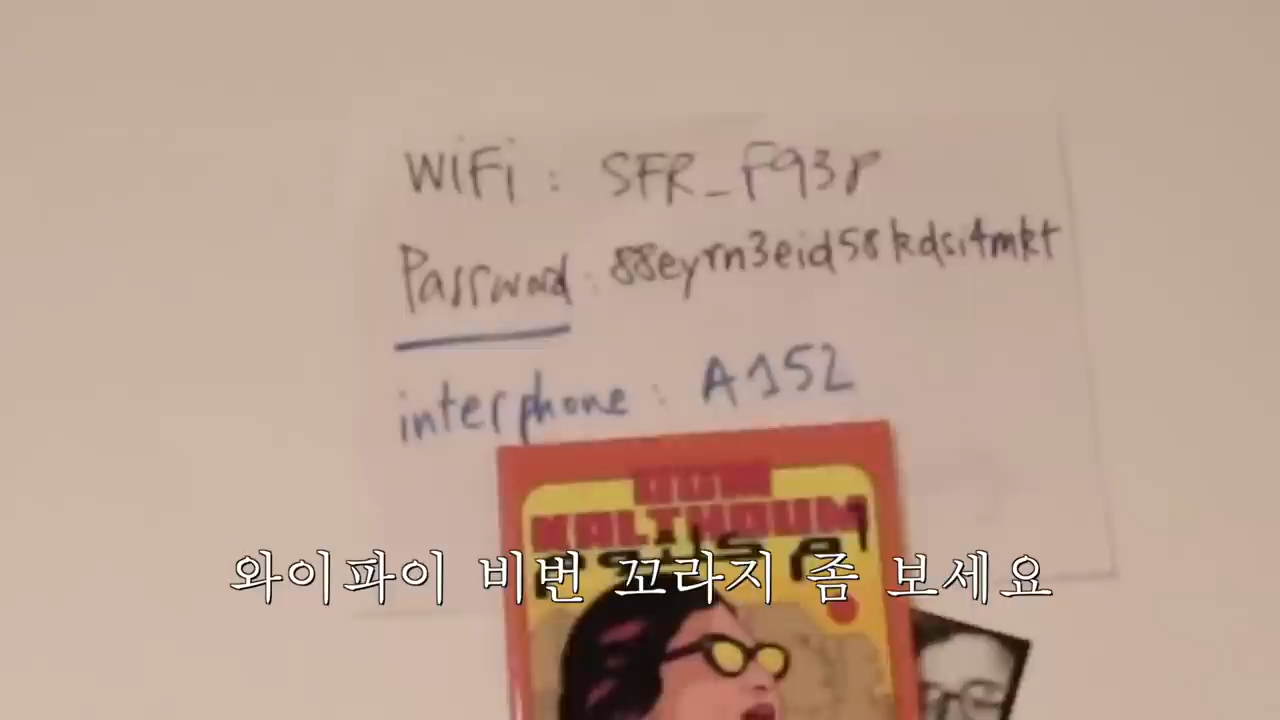 WiFi : SFR_F93P
Password : 88eyrn3eid58kdsi4mkt
interphone : A152
OUM
KALTHOUM
와이파이 비번 꼬라지 좀 보세요